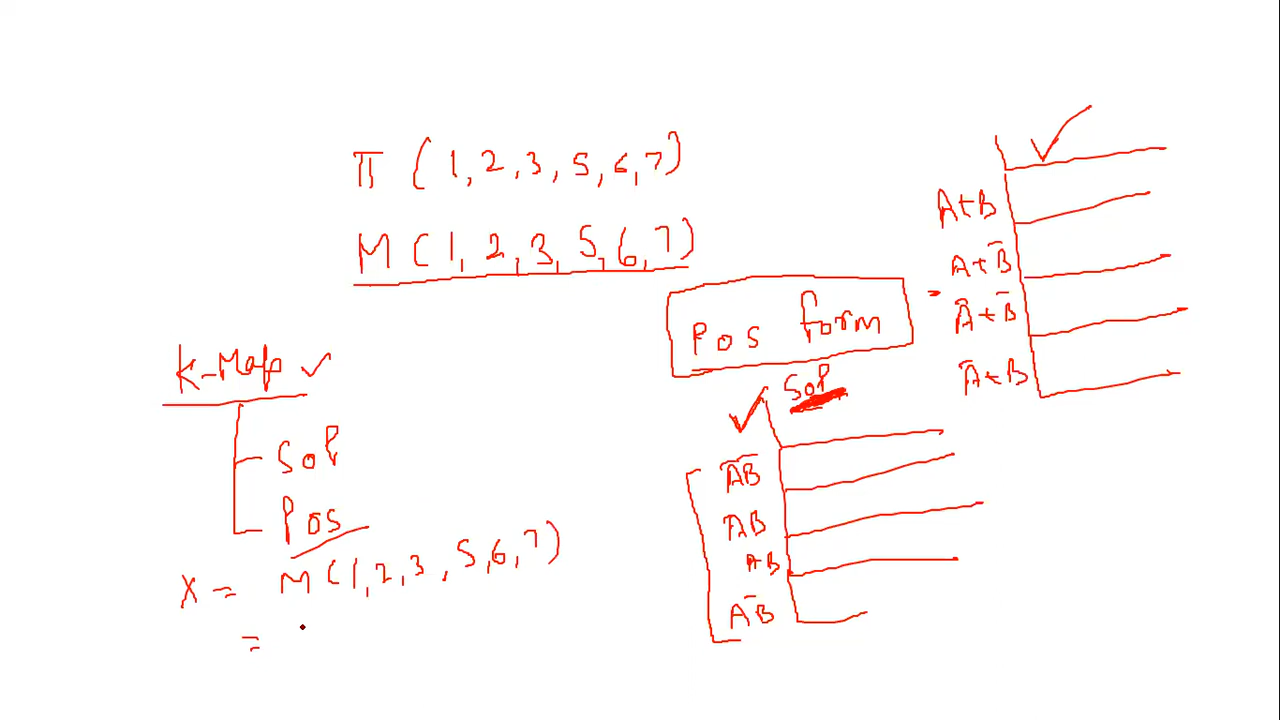 π (1,2,3,5,6,7)
M (1,2,3,5,6,7)
POS form
K-Map ✓
SOP
POS
X = M(1,2,3,5,6,7)
=
A+B
A+B̄
Ā+B̄
Ā+B
SOP
ĀB̄
ĀB
AB
AB̄